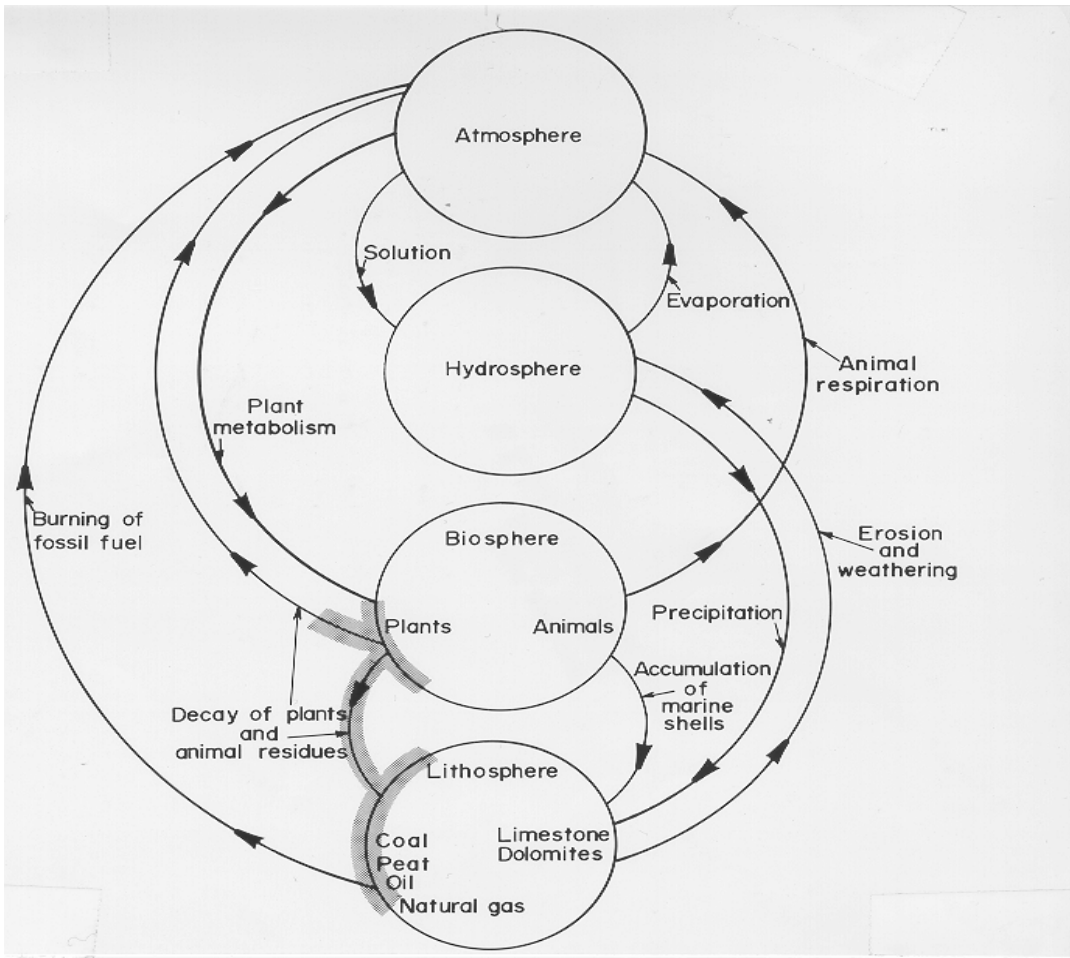 Atmosphere
Solution
Evaporation
Hydrosphere
Animal
respiration
Plant
metabolism
Burning of
fossil fuel
Biosphere
Erosion
and
weathering
Plants
Animals
Precipitation
Accumulation
of
marine
shells
Decay of plants
and
animal residues
Lithosphere
Coal
Peat
Oil
Natural gas
Limestone
Dolomites